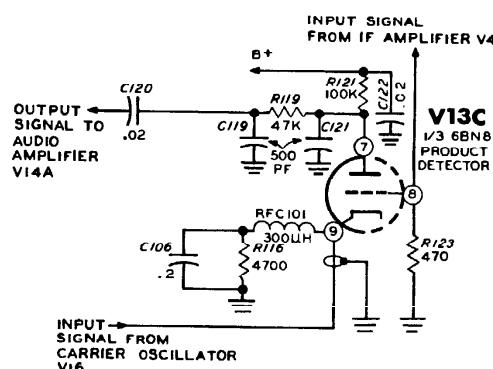 INPUT SIGNAL
FROM IF AMPLIFIER V4
B+
C120
.02
R119
47K
R121
100K
C122
.02
V13C
1/3 6BN8
PRODUCT
DETECTOR
OUTPUT
SIGNAL TO
AUDIO
AMPLIFIER
V14A
C119
C121
500
PF
7
8
9
RFC101
300UH
C106
.2
R116
4700
R123
470
INPUT
SIGNAL FROM
CARRIER OSCILLATOR
V16